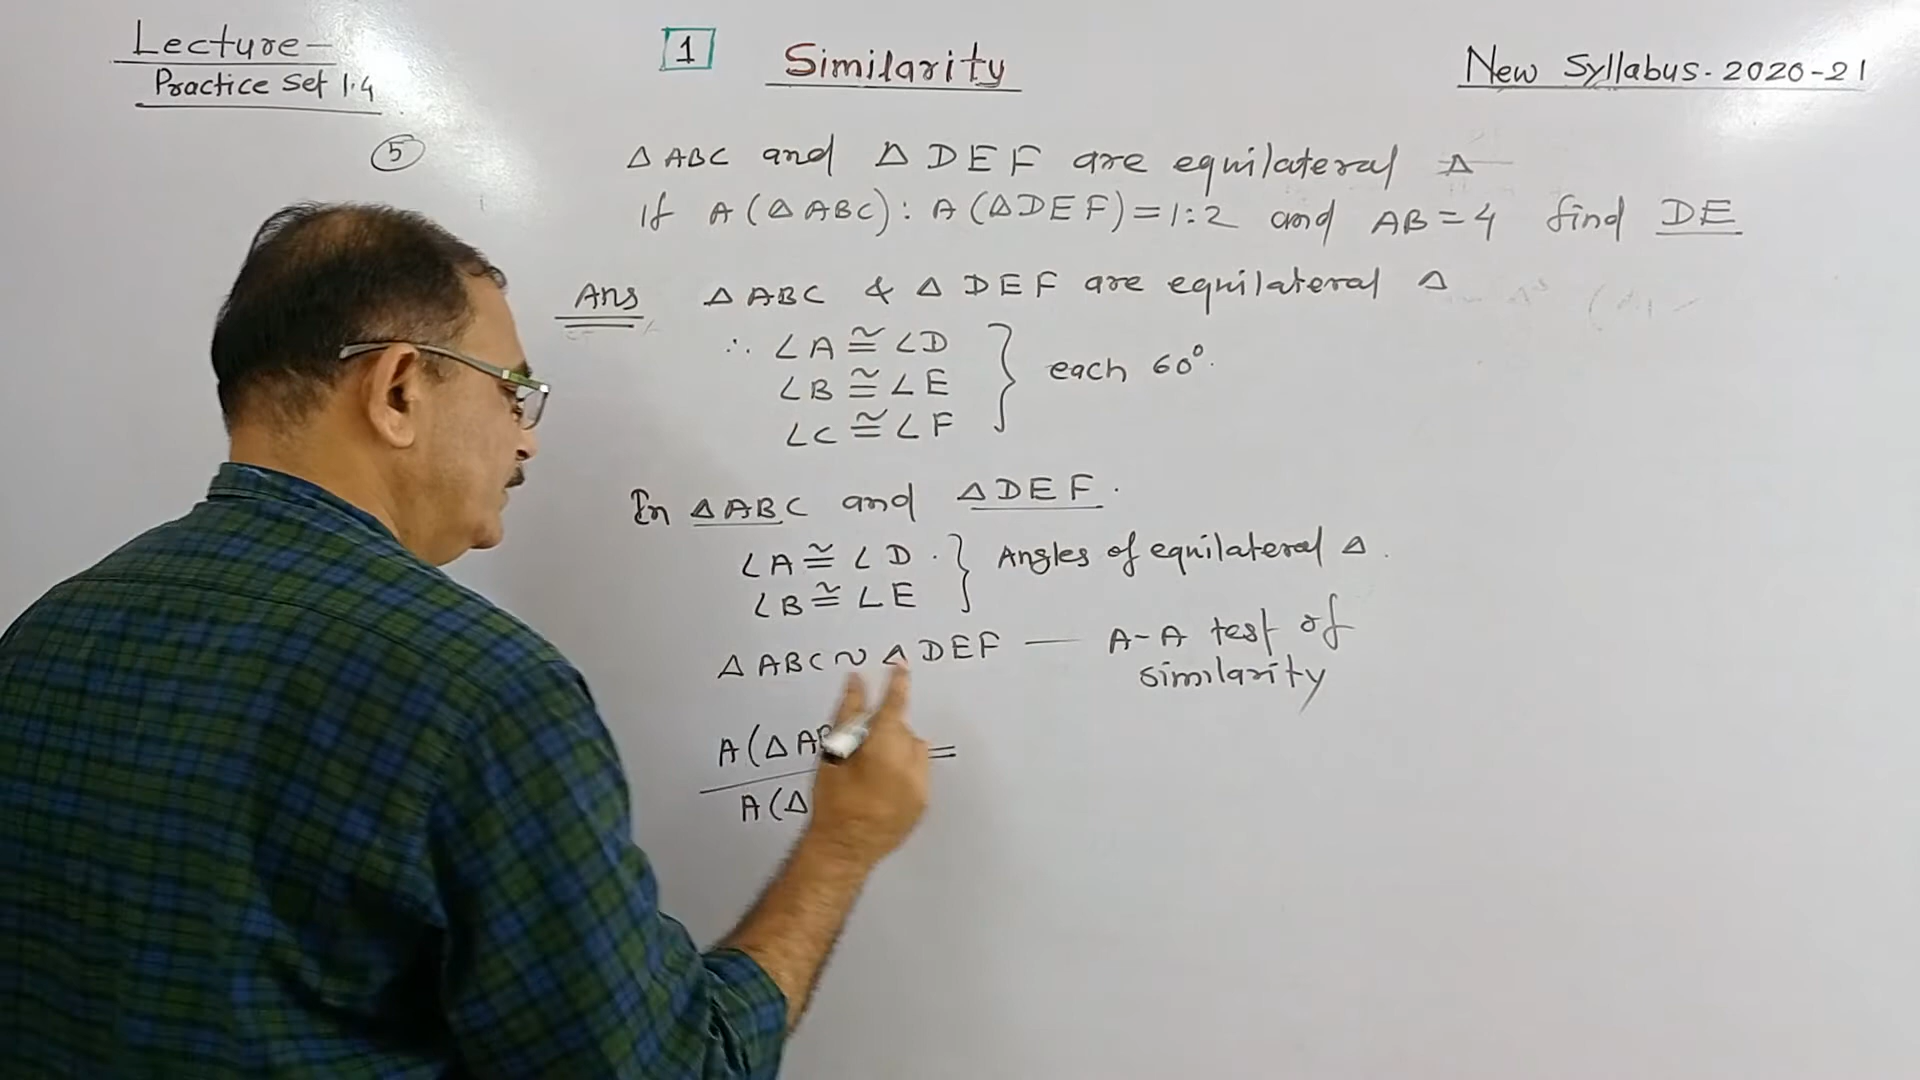 Lecture-
Practice Set 1.4
1 Similarity
New Syllabus. 2020-21
5
△ ABC and △ DEF are equilateral △
If A(△ABC) : A(△DEF) = 1:2 and AB = 4 find DE
Ans △ ABC & △ DEF are equilateral △
∴ ∠A ≅ ∠D
∠B ≅ ∠E } each 60°.
∠C ≅ ∠F
In △ABC and △DEF.
∠A ≅ ∠D . } Angles of equilateral △ .
∠B ≅ ∠E
△ ABC ~ △ DEF — A-A test of
similarity
A(△ AB =
A(△